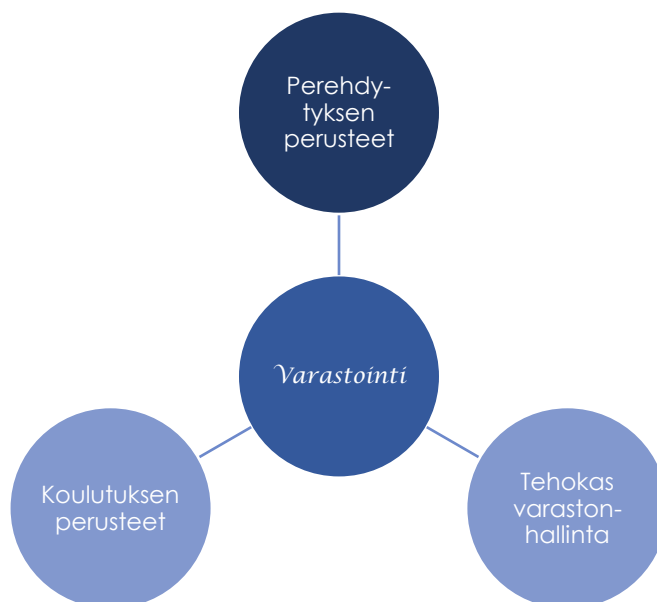 Perehdy-
tyksen
perusteet
Varastointi
Koulutuksen
perusteet
Tehokas
varaston-
hallinta